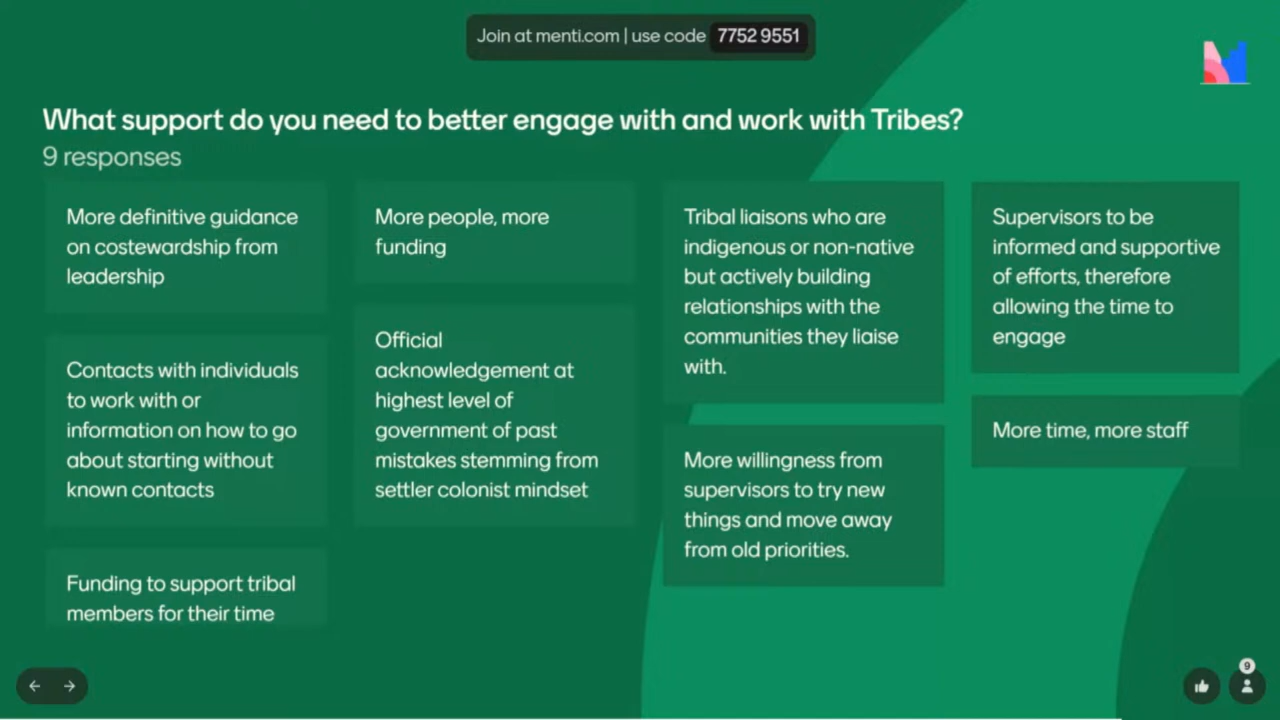 Join at menti.com | use code 7752 9551
What support do you need to better engage with and work with Tribes?
9 responses
More definitive guidance
on costewardship from
leadership
Contacts with individuals
to work with or
information on how to go
about starting without
known contacts
Funding to support tribal
members for their time
More people, more
funding
Official
acknowledgement at
highest level of
government of past
mistakes stemming from
settler colonist mindset
Tribal liaisons who are
indigenous or non-native
but actively building
relationships with the
communities they liaise
with.
More willingness from
supervisors to try new
things and move away
from old priorities.
Supervisors to be
informed and supportive
of efforts, therefore
allowing the time to
engage
More time, more staff
9